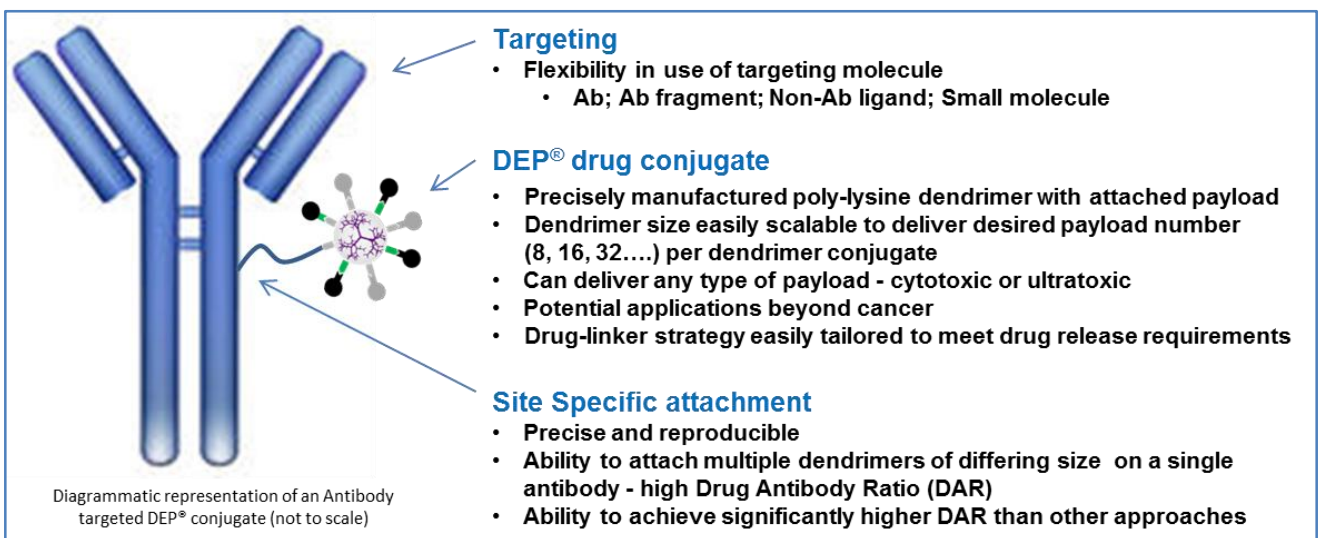 Targeting
• Flexibility in use of targeting molecule
• Ab; Ab fragment; Non-Ab ligand; Small molecule
DEP® drug conjugate
• Precisely manufactured poly-lysine dendrimer with attached payload
• Dendrimer size easily scalable to deliver desired payload number
(8, 16, 32....) per dendrimer conjugate
• Can deliver any type of payload - cytotoxic or ultratoxic
• Potential applications beyond cancer
• Drug-linker strategy easily tailored to meet drug release requirements
Site Specific attachment
• Precise and reproducible
• Ability to attach multiple dendrimers of differing size on a single
antibody - high Drug Antibody Ratio (DAR)
• Ability to achieve significantly higher DAR than other approaches
Diagrammatic representation of an Antibody
targeted DEP® conjugate (not to scale)